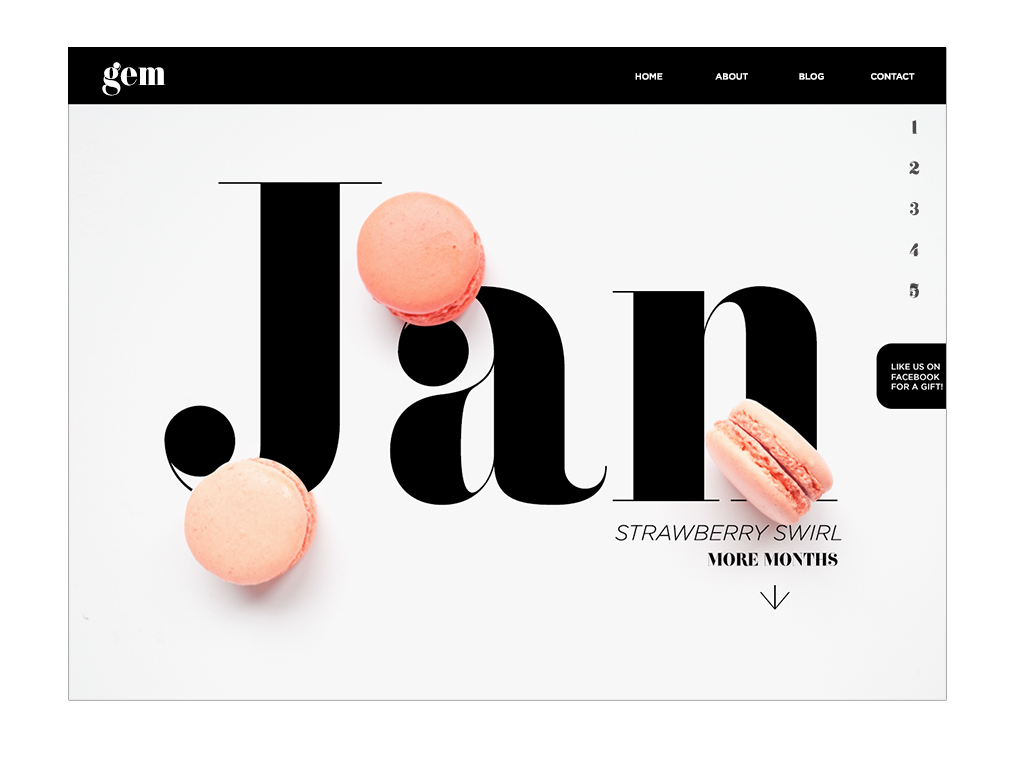 gem
HOME ABOUT BLOG CONTACT
1
2
3
4
5
Jan
LIKE US ON
FACEBOOK
FOR A GIFT!
STRAWBERRY SWIRL
MORE MONTHS